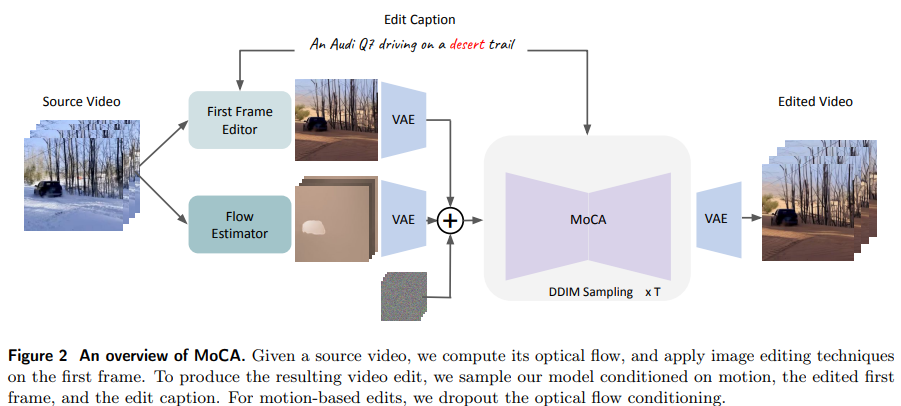 Edit Caption
An Audi Q7 driving on a desert trail
Source Video
First Frame
Editor
VAE
Edited Video
Flow
Estimator
VAE
+
MoCA
VAE
DDIM Sampling x T
Figure 2 An overview of MoCA. Given a source video, we compute its optical flow, and apply image editing techniques
on the first frame. To produce the resulting video edit, we sample our model conditioned on motion, the edited first
frame, and the edit caption. For motion-based edits, we dropout the optical flow conditioning.